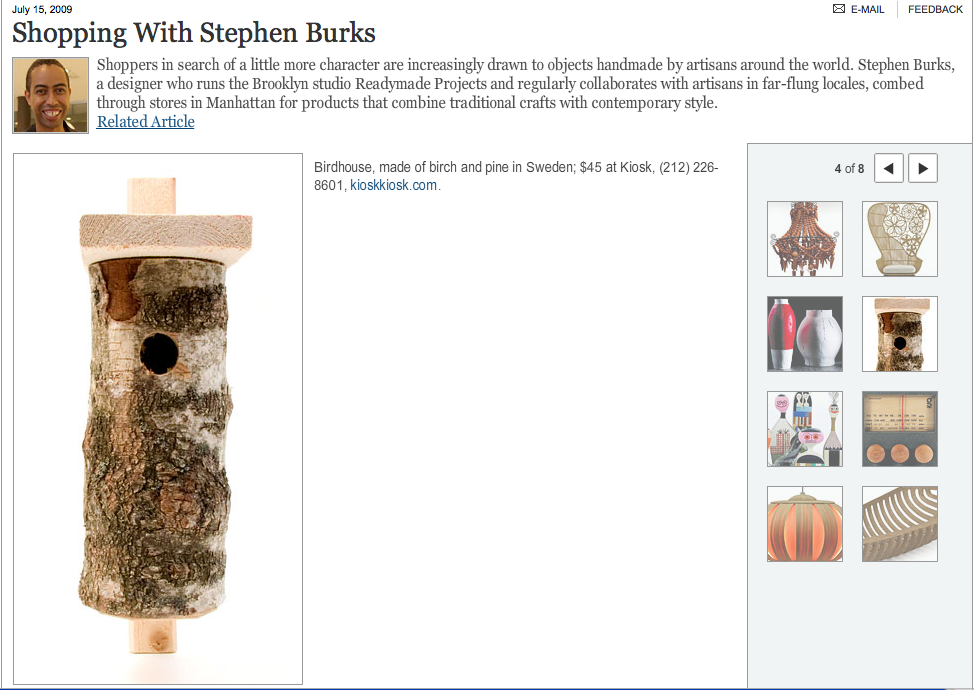 July 15, 2009
E-MAIL
FEEDBACK
Shopping With Stephen Burks
Shoppers in search of a little more character are increasingly drawn to objects handmade by artisans around the world. Stephen Burks,
a designer who runs the Brooklyn studio Readymade Projects and regularly collaborates with artisans in far-flung locales, combed
through stores in Manhattan for products that combine traditional crafts with contemporary style.
Related Article
Birdhouse, made of birch and pine in Sweden; $45 at Kiosk, (212) 226-
8601, kioskkiosk.com.
4 of 8